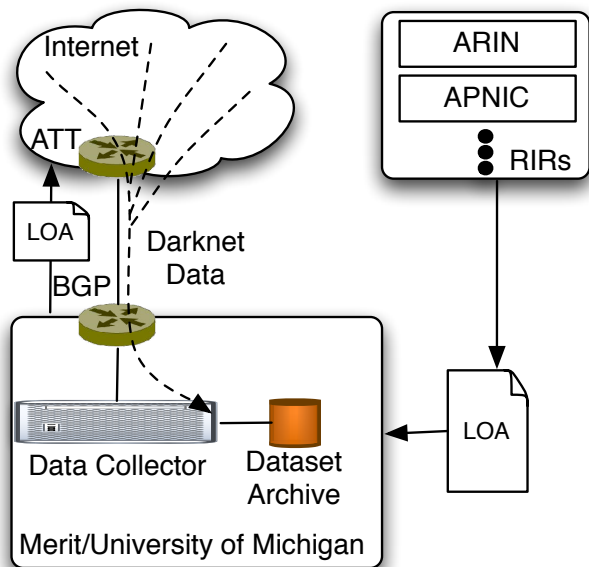 Internet
ATT
LOA
BGP
Darknet
Data
Data Collector
Dataset
Archive
Merit/University of Michigan
ARIN
APNIC
RIRs
LOA